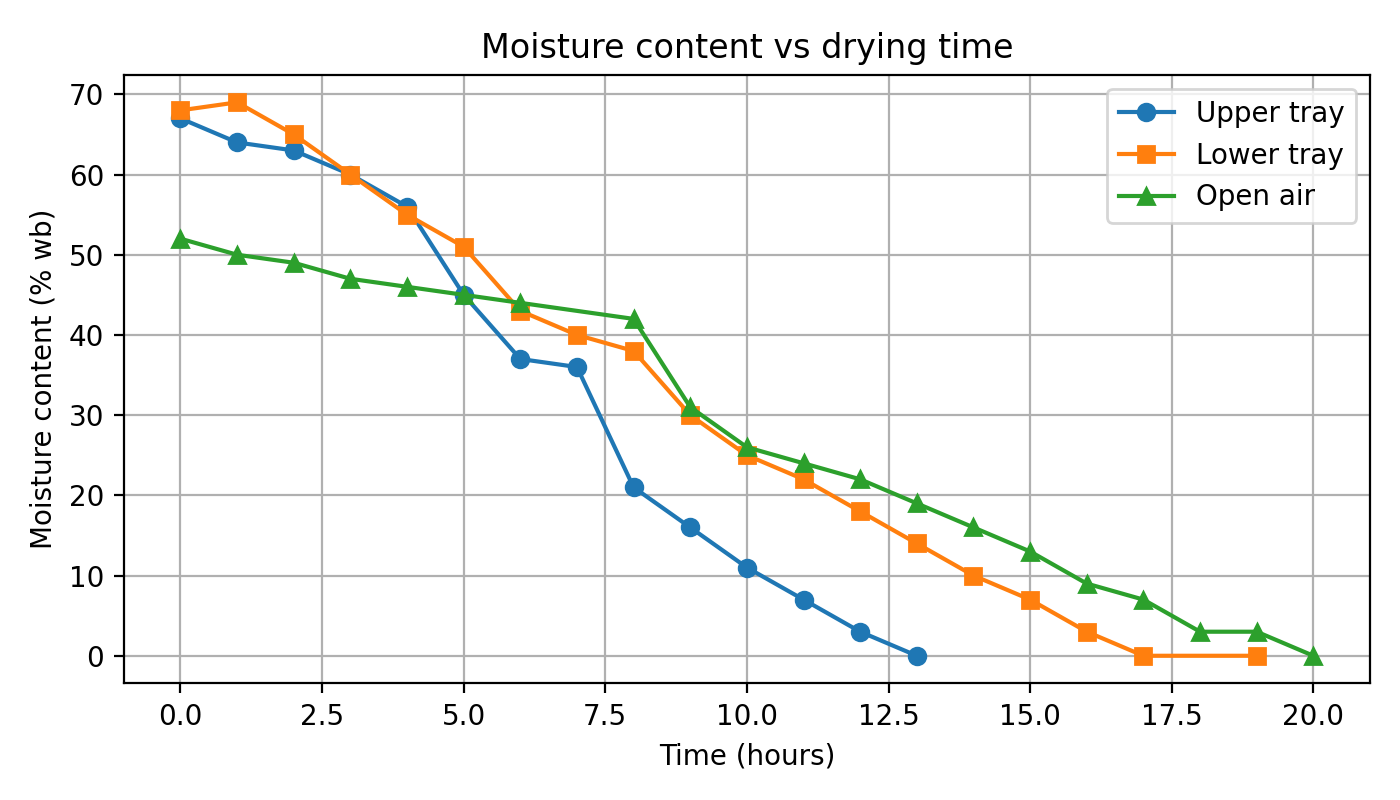 Moisture content vs drying time
Moisture content (% wb)
70
60
50
40
30
20
10
0
Upper tray
Lower tray
Open air
0.0 2.5 5.0 7.5 10.0 12.5 15.0 17.5 20.0
Time (hours)